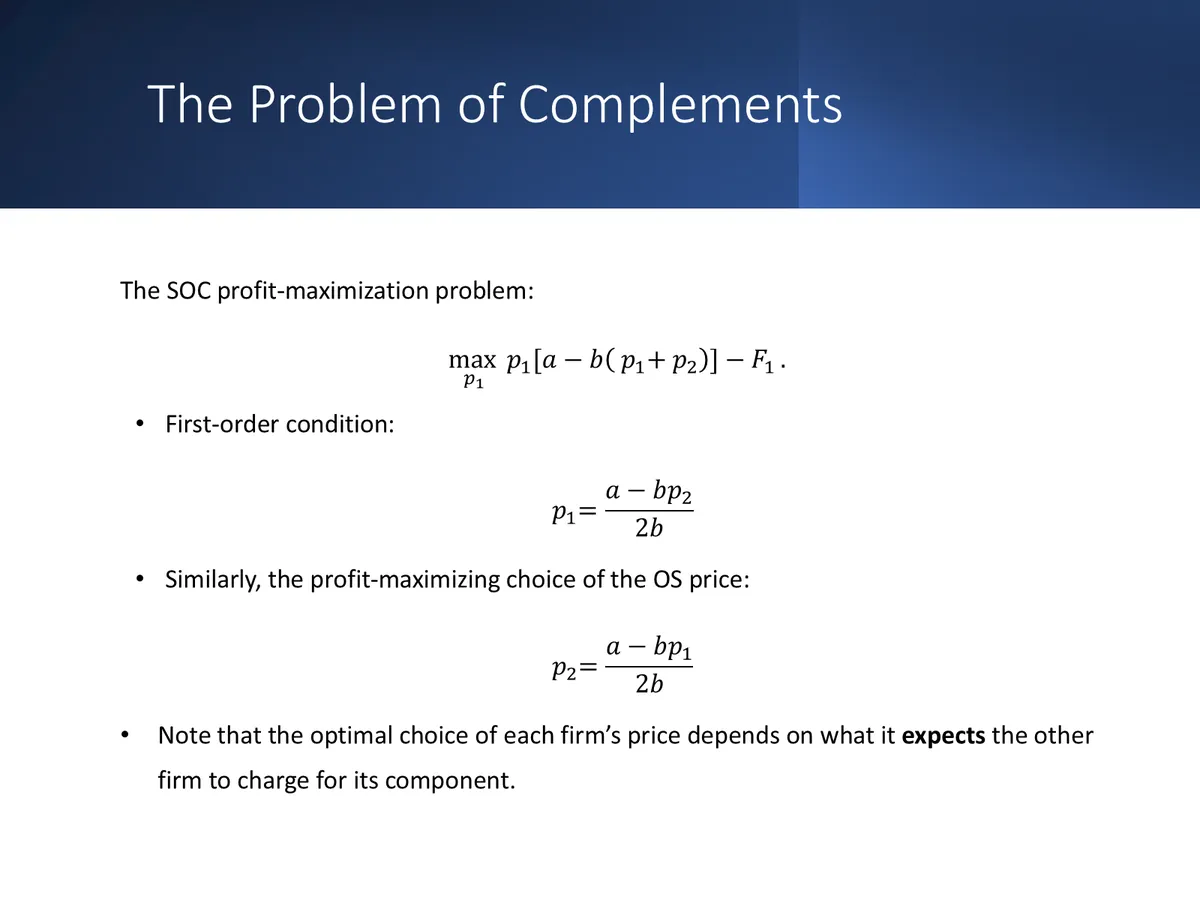 The Problem of Complements
The SOC profit-maximization problem:
max p₁[a − b( p₁+ p₂)] − F₁ .
p₁
• First-order condition:
p₁= (a − bp₂)/(2b)
• Similarly, the profit-maximizing choice of the OS price:
p₂= (a − bp₁)/(2b)
• Note that the optimal choice of each firm’s price depends on what it expects the other
firm to charge for its component.